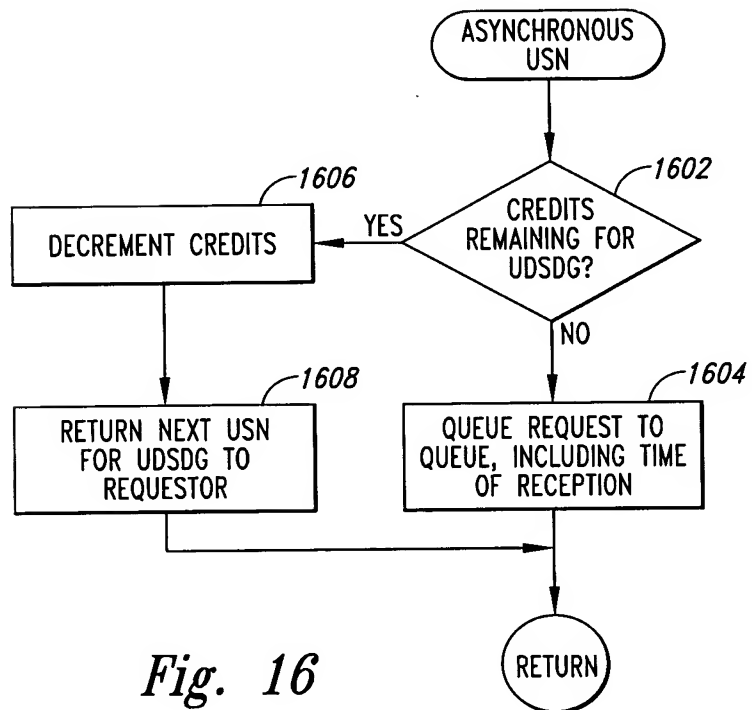 ASYNCHRONOUS
USN
1602
CREDITS
REMAINING FOR
UDSDG?
YES
NO
1606
DECREMENT CREDITS
1608
RETURN NEXT USN
FOR UDSDG TO
REQUESTOR
1604
QUEUE REQUEST TO
QUEUE, INCLUDING TIME
OF RECEPTION
RETURN
Fig. 16